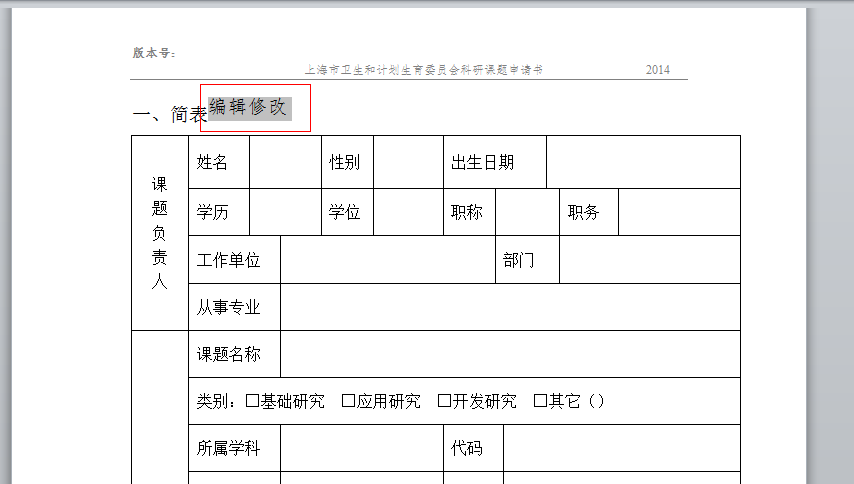 版本号：
上海市卫生和计划生育委员会科研课题申请书 2014
一、简表编辑修改
课题负责人
姓名 性别 出生日期
学历 学位 职称 职务
工作单位 部门
从事专业
课题名称
类别：□基础研究 □应用研究 □开发研究 □其它（）
所属学科 代码